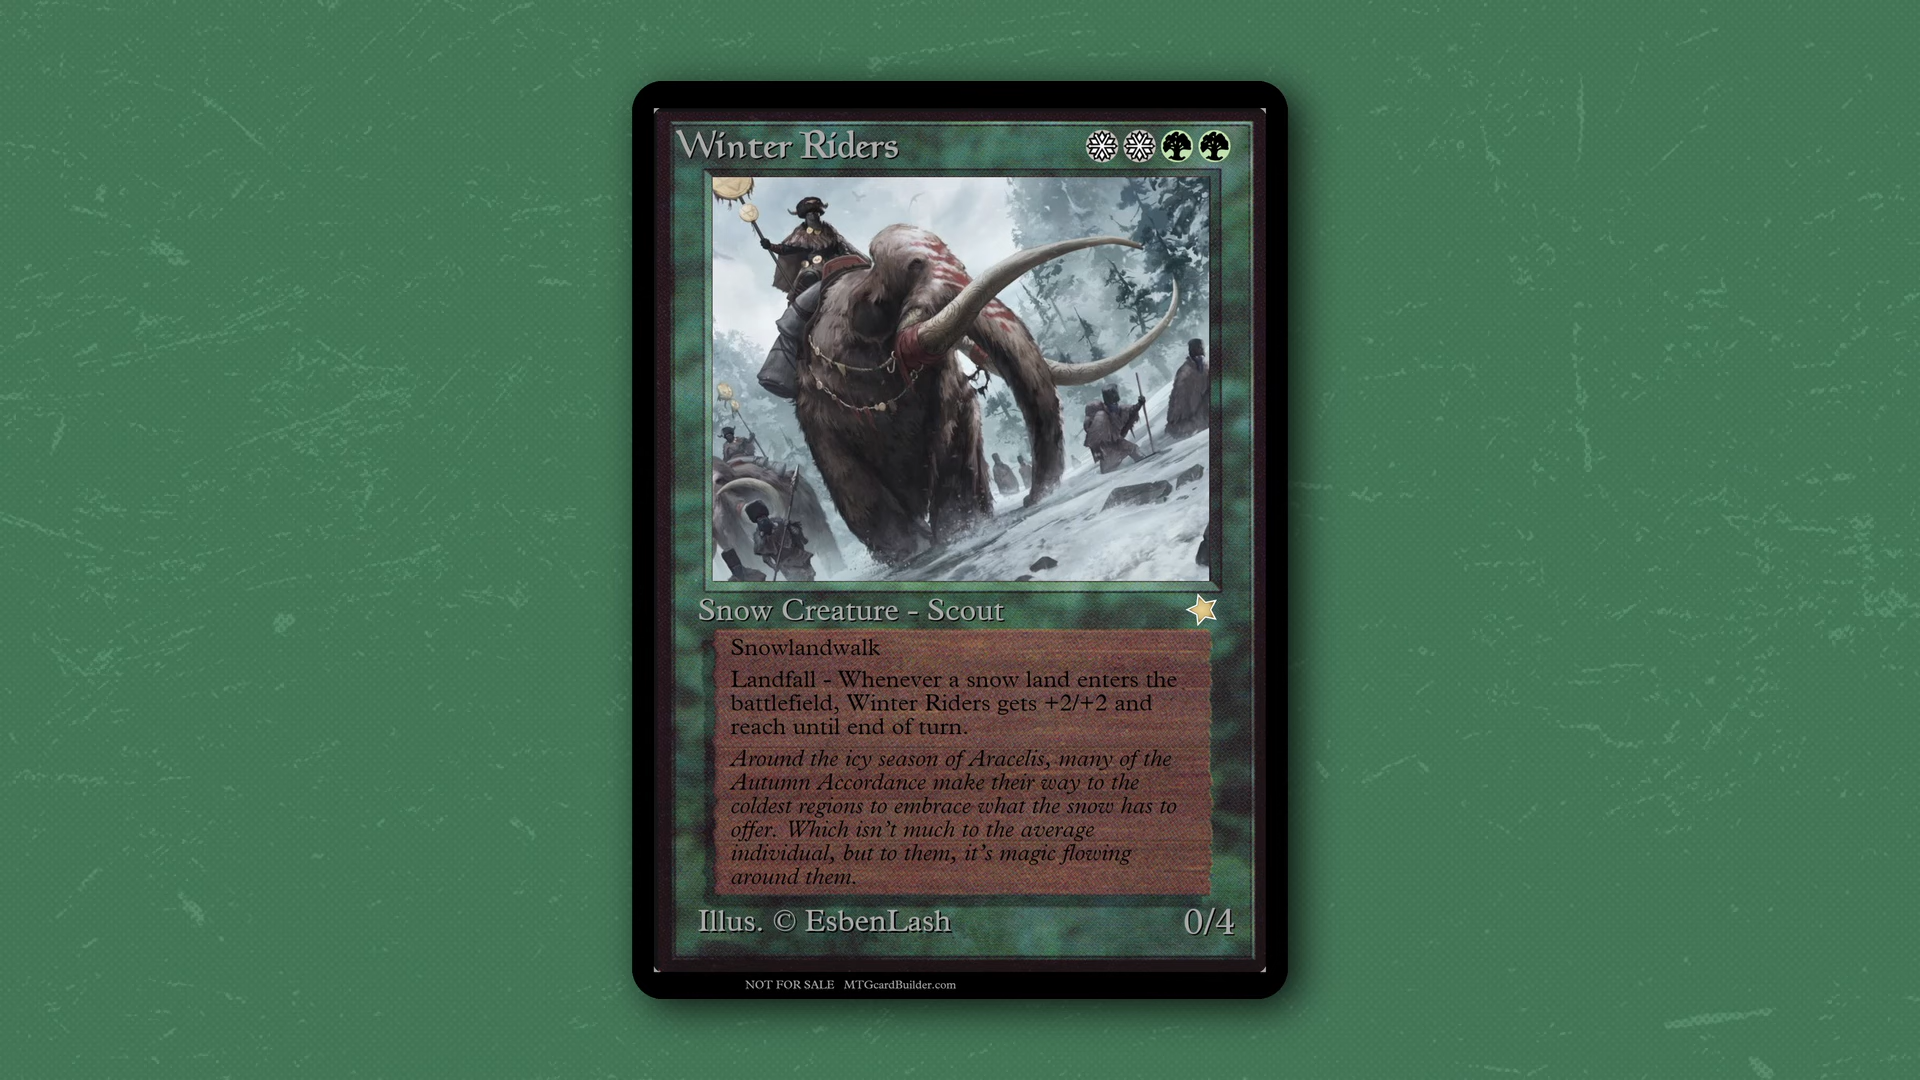 Winter Riders
Snow Creature - Scout
Snowlandwalk
Landfall - Whenever a snow land enters the
battlefield, Winter Riders gets +2/+2 and
reach until end of turn.
Around the icy season of Aracelis, many of the
Autumn Accordance make their way to the
coldest regions to embrace what the snow has to
offer. Which isn't much to the average
individual, but to them, it's magic flowing
around them.
Illus. © EsbenLash 0/4
NOT FOR SALE MTGcardBuilder.com